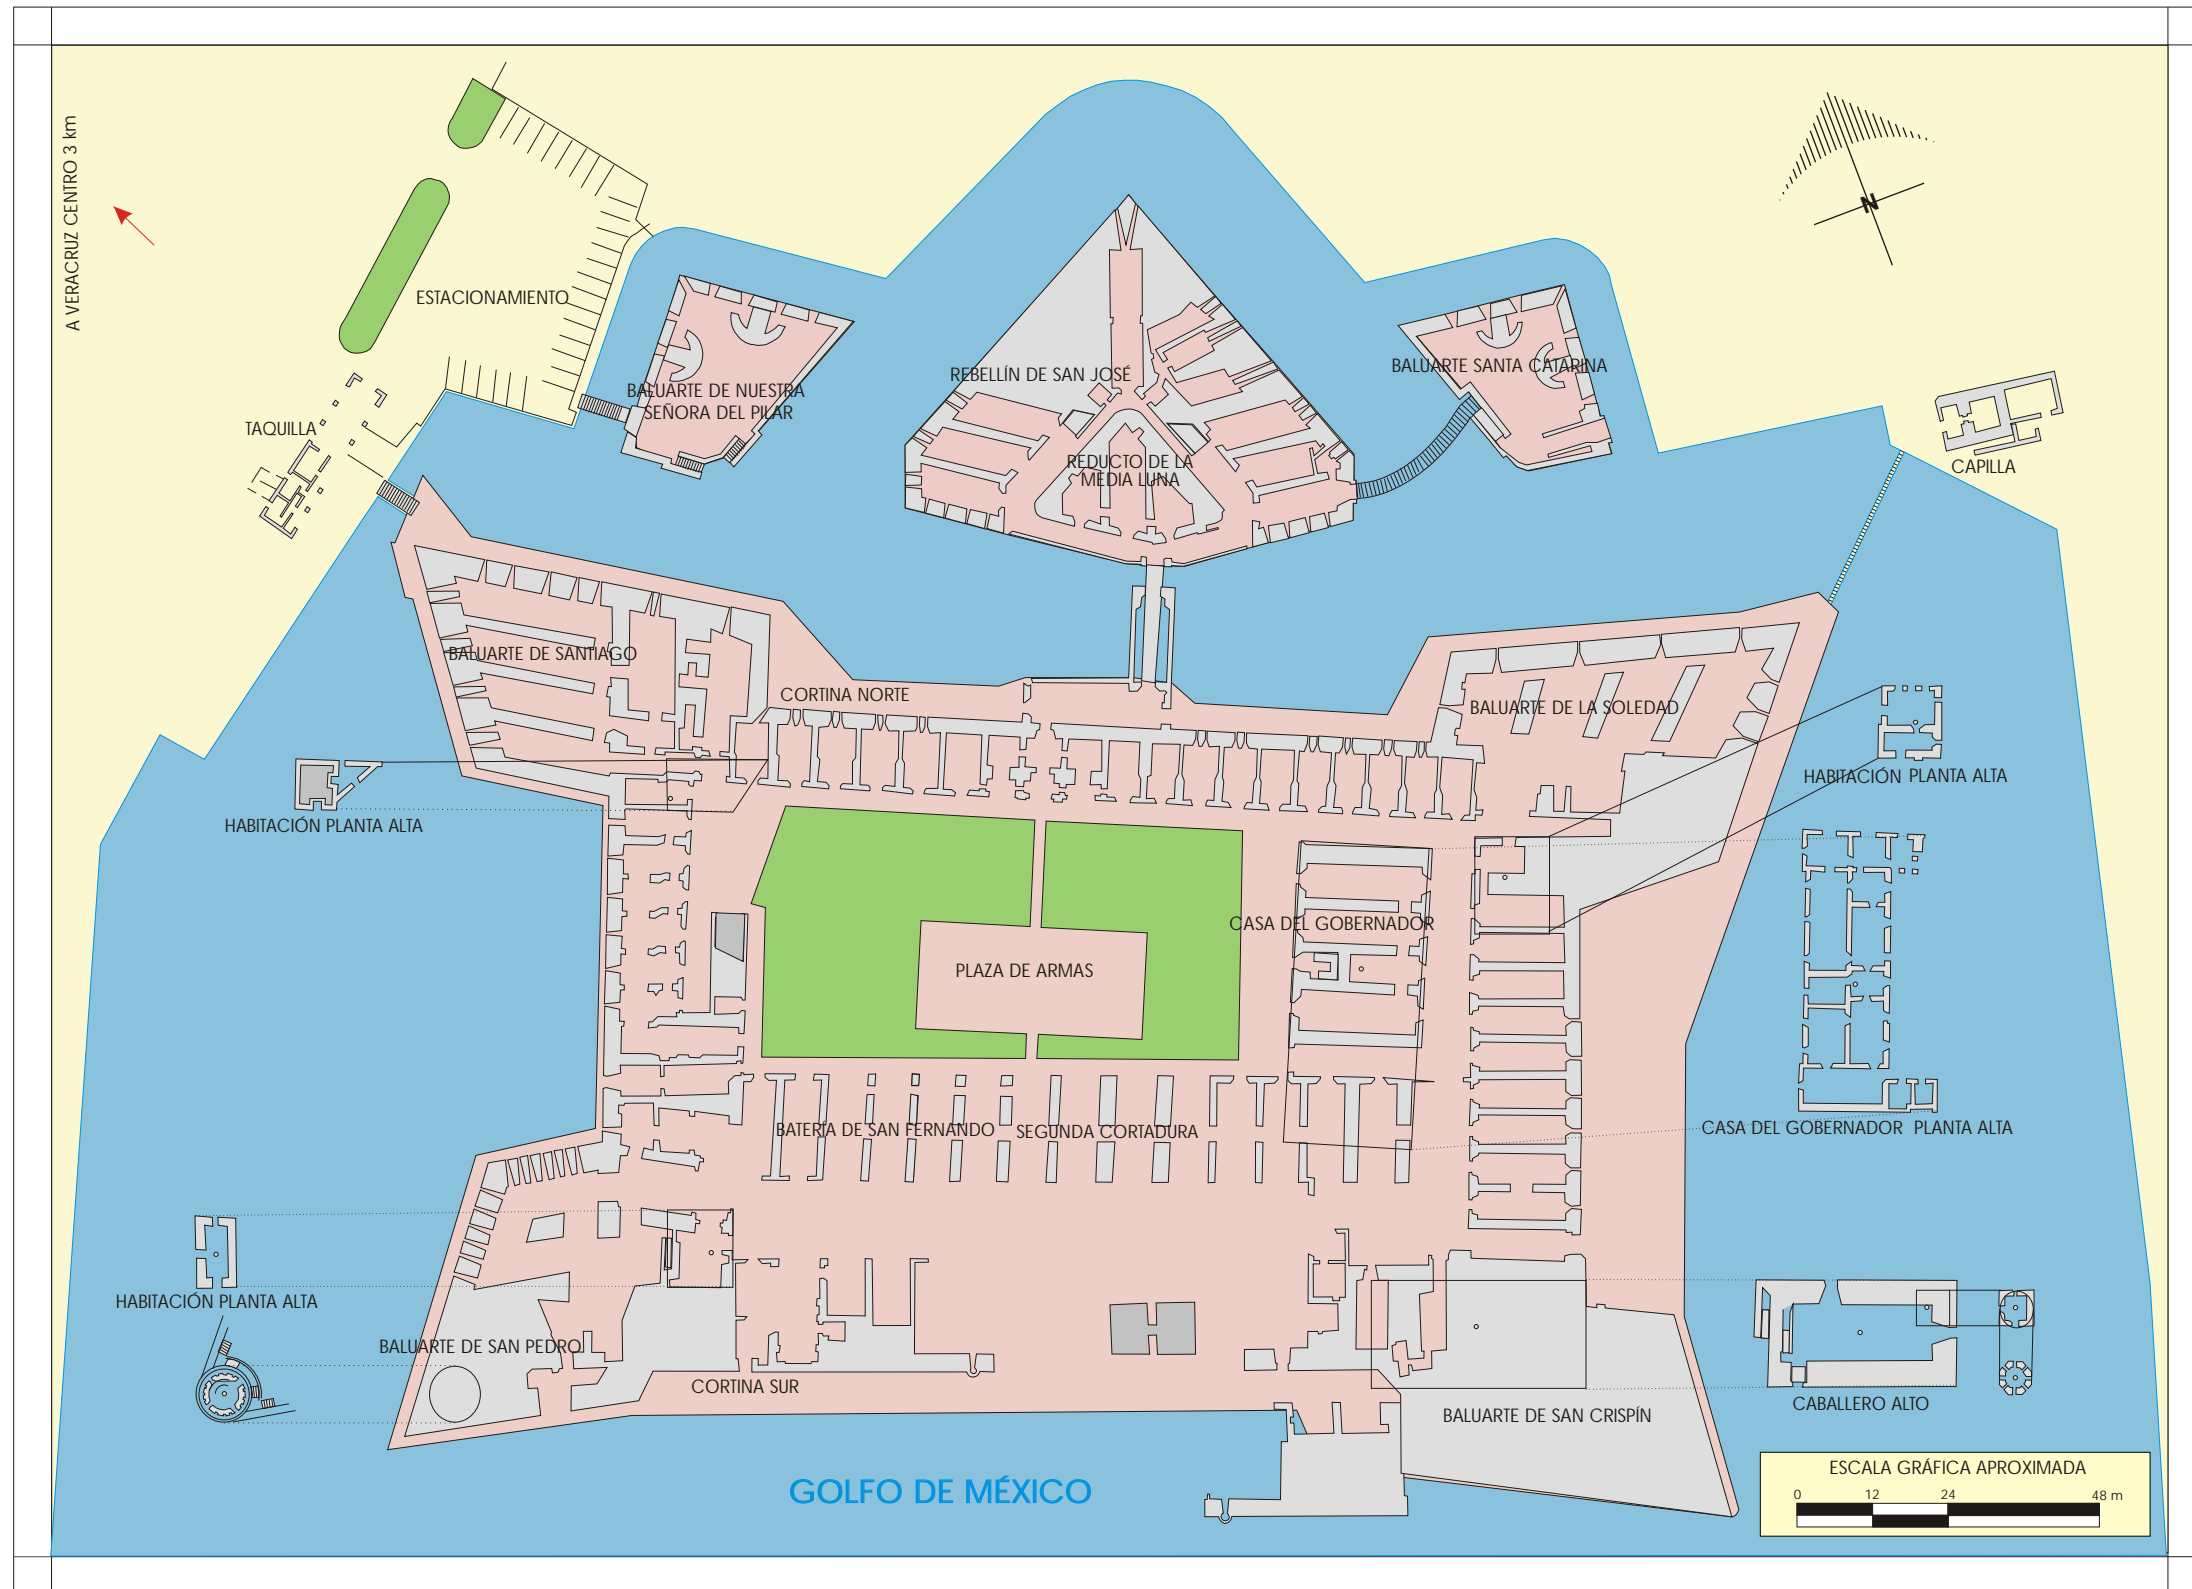 A VERACRUZ CENTRO 3 km
N
ESTACIONAMIENTO
TAQUILLA
BALUARTE DE NUESTRA
SEÑORA DEL PILAR
REBELLÍN DE SAN JOSÉ
REDUCTO DE LA
MEDIA LUNA
BALUARTE SANTA CATARINA
CAPILLA
BALUARTE DE SANTIAGO
CORTINA NORTE
BALUARTE DE LA SOLEDAD
HABITACIÓN PLANTA ALTA
HABITACIÓN PLANTA ALTA
CASA DEL GOBERNADOR
PLAZA DE ARMAS
BATERÍA DE SAN FERNANDO
SEGUNDA CORTADURA
CASA DEL GOBERNADOR PLANTA ALTA
HABITACIÓN PLANTA ALTA
BALUARTE DE SAN PEDRO
CORTINA SUR
BALUARTE DE SAN CRISPÍN
CABALLERO ALTO
GOLFO DE MÉXICO
ESCALA GRÁFICA APROXIMADA
0 12 24 48 m